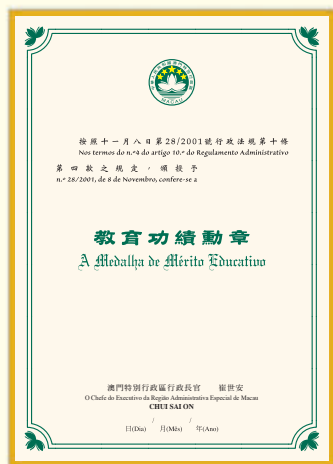 MACAU
按照十一月八日第28/2001號行政法規第十條
Nos termos do n.º4 do artigo 10.º do Regulamento Administrativo
第四款之規定，頒授予
n.º 28/2001, de 8 de Novembro, confere-se a
教育功績勳章
A Medalha de Mérito Educativo
澳門特別行政區行政長官 崔世安
O Chefe do Executivo da Região Administrativa Especial de Macau
CHUI SAI ON
/ /
日(Dia) 月(Mês) 年(Ano)